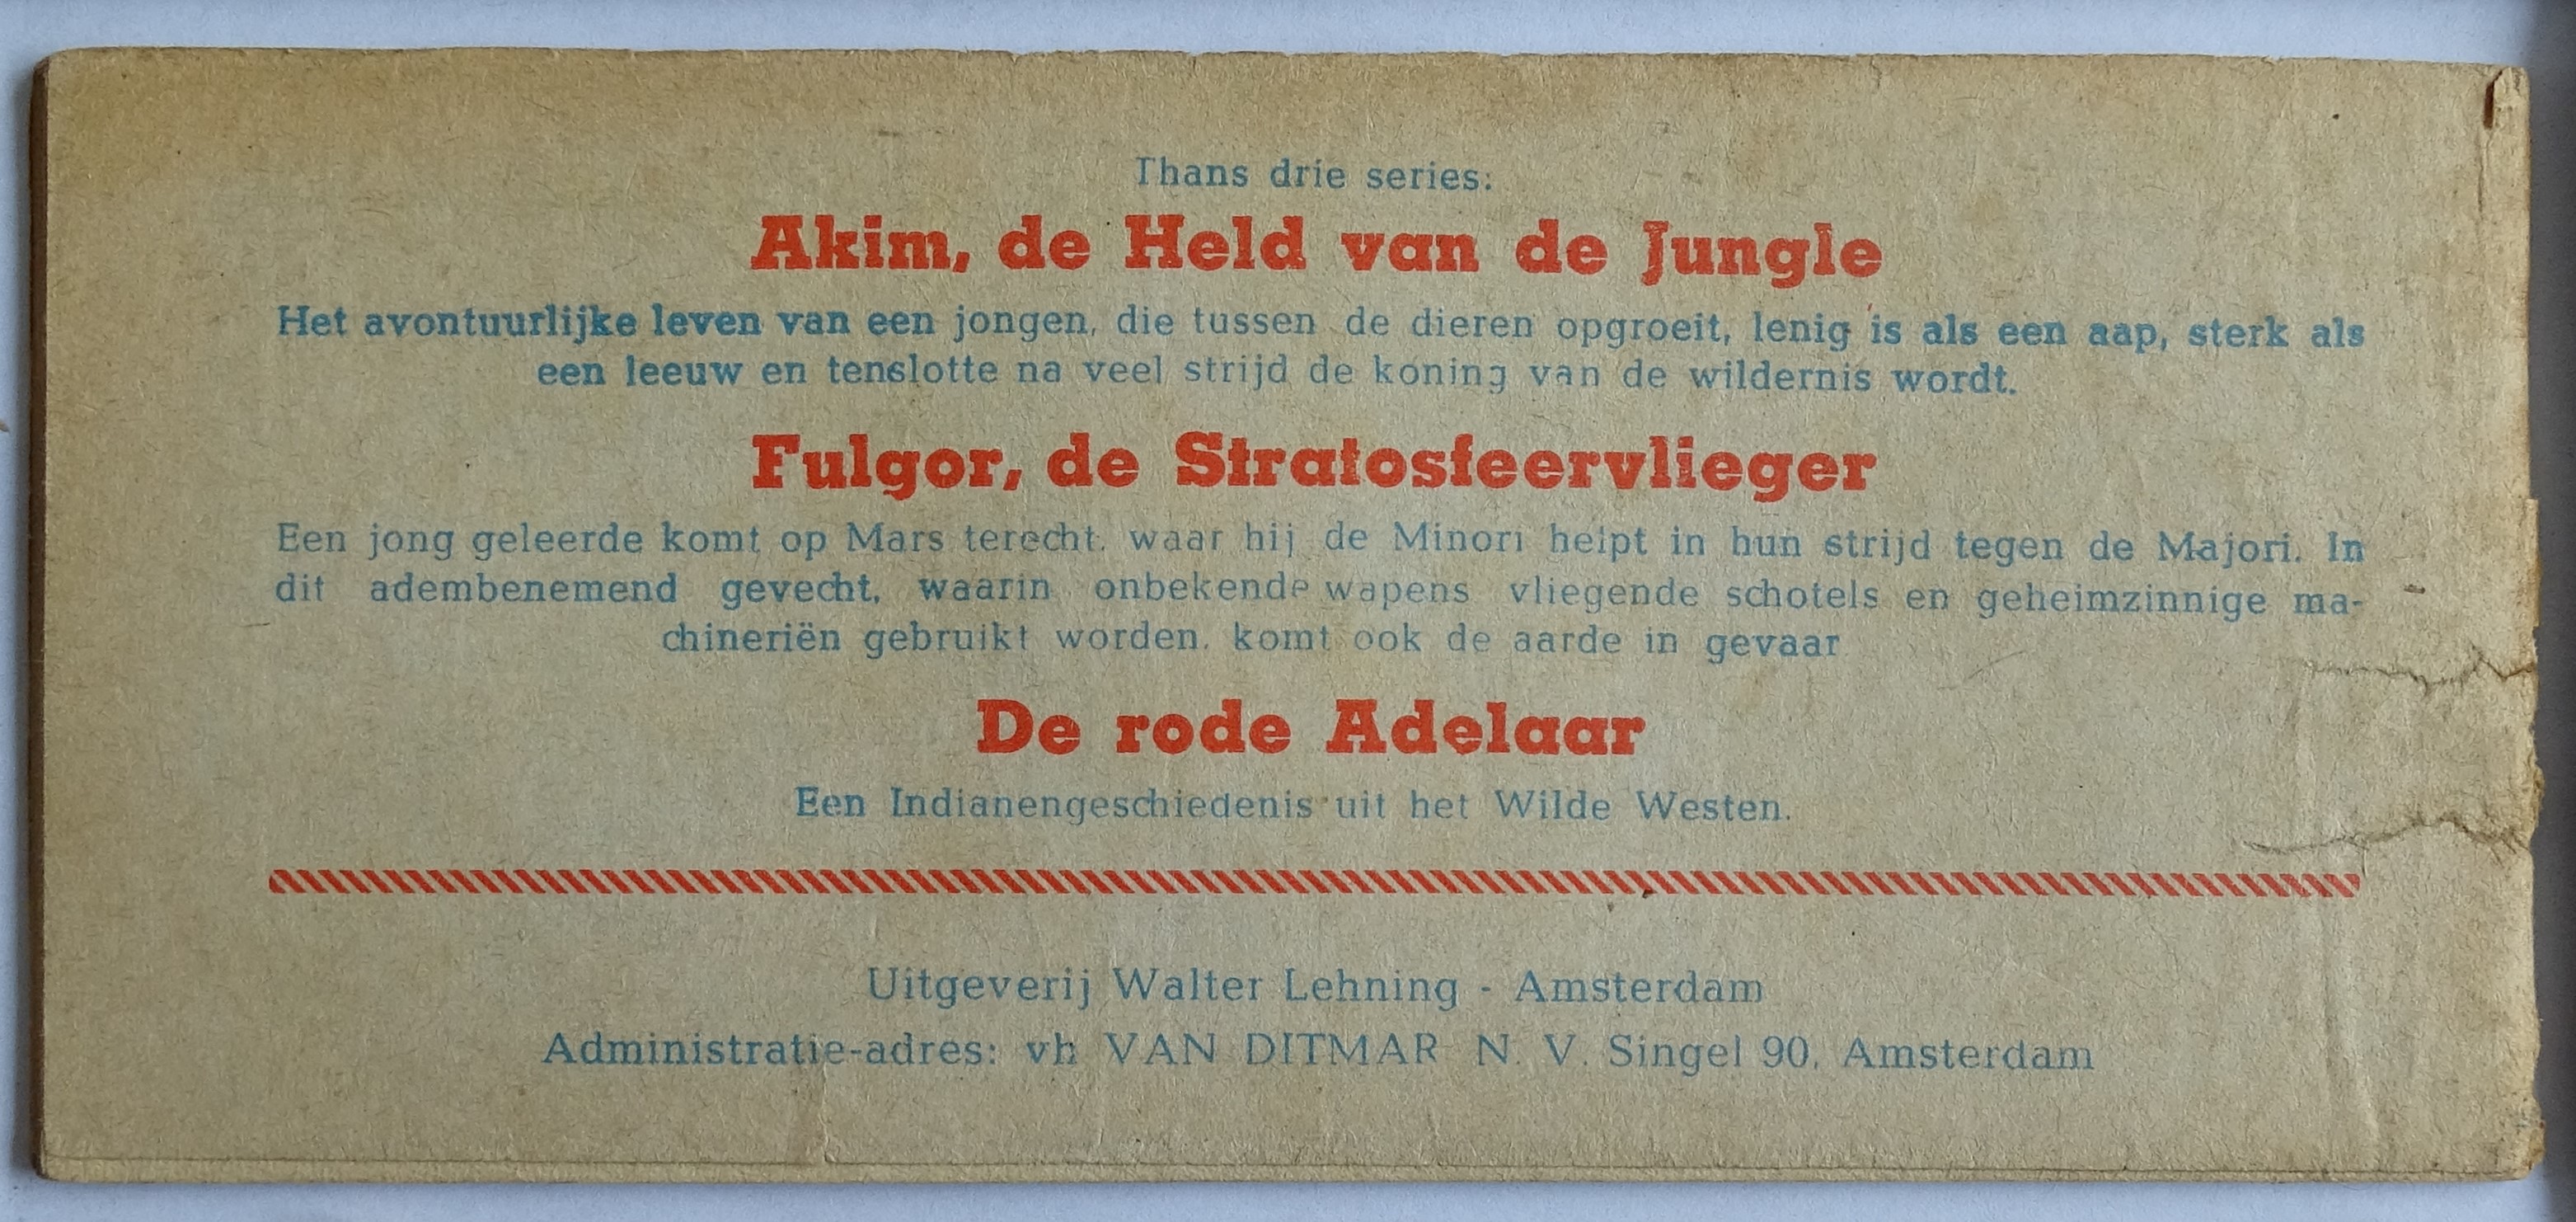 Thans drie series:
Akim, de Held van de Jungle
Het avontuurlijke leven van een jongen, die tussen de dieren opgroeit, lenig is als een aap, sterk als
een leeuw en tenslotte na veel strijd de koning van de wildernis wordt.
Fulgor, de Stratosfeervlieger
Een jong geleerde komt op Mars terecht. waar hij de Minori helpt in hun strijd tegen de Majori. In
dit adembenemend gevecht, waarin onbekende wapens vliegende schotels en geheimzinnige ma-
chineriën gebruikt worden. komt ook de aarde in gevaar
De rode Adelaar
Een Indianengeschiedenis uit het Wilde Westen.
Uitgeverij Walter Lehning - Amsterdam
Administratie-adres: vh VAN DITMAR N. V. Singel 90, Amsterdam